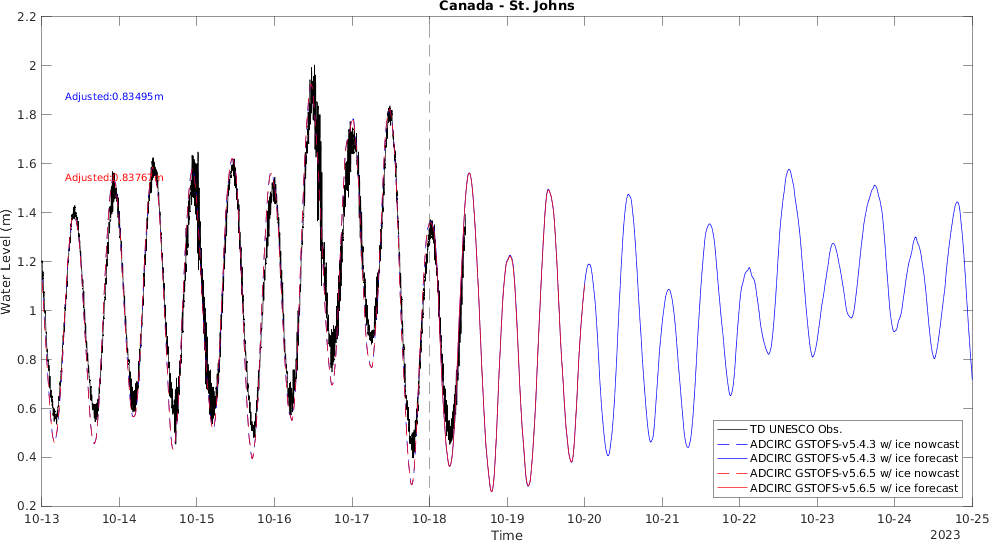 Canada - St. Johns
2.2
2
1.8
1.6
1.4
1.2
1
0.8
0.6
0.4
0.2
Water Level (m)
Adjusted:0.83495m
Adjusted:0.83767m
TD UNESCO Obs.
ADCIRC GSTOFS-v5.4.3 w/ ice nowcast
ADCIRC GSTOFS-v5.4.3 w/ ice forecast
ADCIRC GSTOFS-v5.6.5 w/ ice nowcast
ADCIRC GSTOFS-v5.6.5 w/ ice forecast
10-13 10-14 10-15 10-16 10-17 10-18 10-19 10-20 10-21 10-22 10-23 10-24 10-25
Time
2023